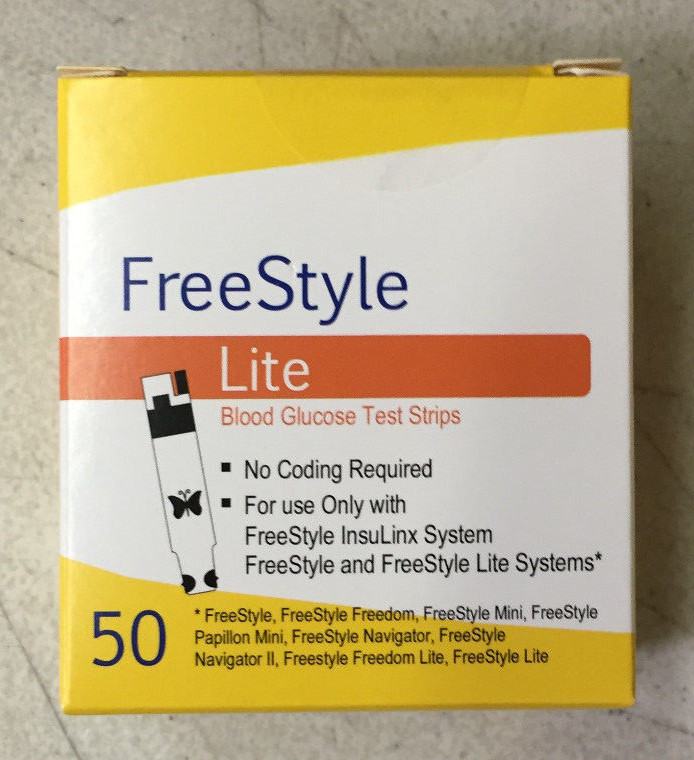 FreeStyle
Lite
Blood Glucose Test Strips
■ No Coding Required
■ For use Only with
FreeStyle InsuLinx System
FreeStyle and FreeStyle Lite Systems*
50
* FreeStyle, FreeStyle Freedom, FreeStyle Mini, FreeStyle
Papillon Mini, FreeStyle Navigator, FreeStyle
Navigator II, Freestyle Freedom Lite, FreeStyle Lite